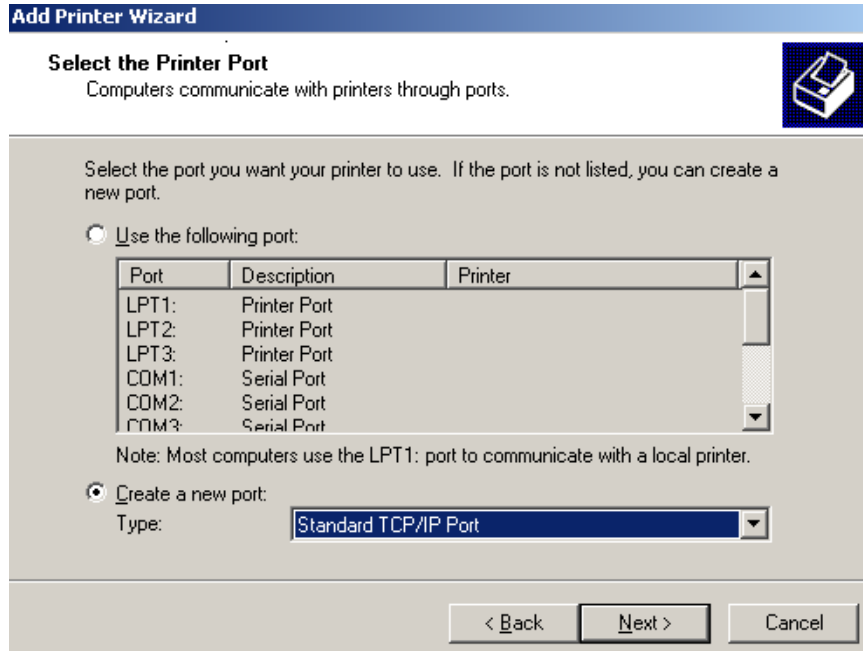 Add Printer Wizard
Select the Printer Port
Computers communicate with printers through ports.
Select the port you want your printer to use. If the port is not listed, you can create a
new port.
Use the following port:
Port Description Printer
LPT1: Printer Port
LPT2: Printer Port
LPT3: Printer Port
COM1: Serial Port
COM2: Serial Port
COM3: Serial Port
Note: Most computers use the LPT1: port to communicate with a local printer.
Create a new port:
Type: Standard TCP/IP Port
< Back Next > Cancel